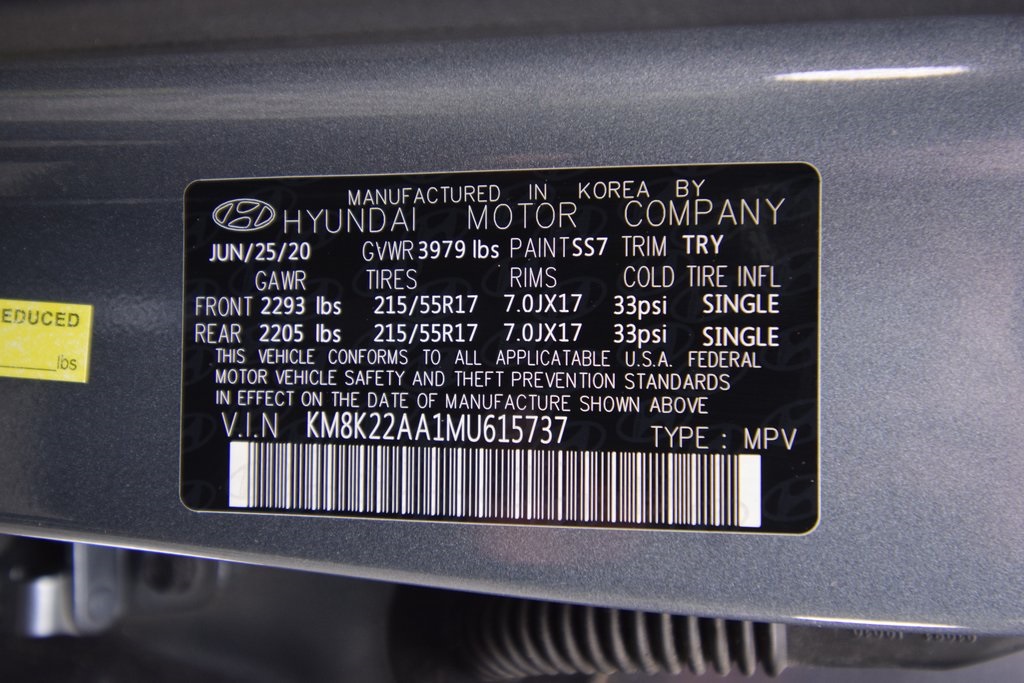 MANUFACTURED IN KOREA BY
HYUNDAI MOTOR COMPANY
JUN/25/20 GVWR 3979 lbs PAINT SS7 TRIM TRY
GAWR TIRES RIMS COLD TIRE INFL
FRONT 2293 lbs 215/55R17 7.0JX17 33psi SINGLE
REAR 2205 lbs 215/55R17 7.0JX17 33psi SINGLE
THIS VEHICLE CONFORMS TO ALL APPLICATABLE U.S.A. FEDERAL
MOTOR VEHICLE SAFETY AND THEFT PREVENTION STANDARDS
IN EFFECT ON THE DATE OF MANUFACTURE SHOWN ABOVE
V.I.N KM8K22AA1MU615737 TYPE : MPV
EDUCED
lbs